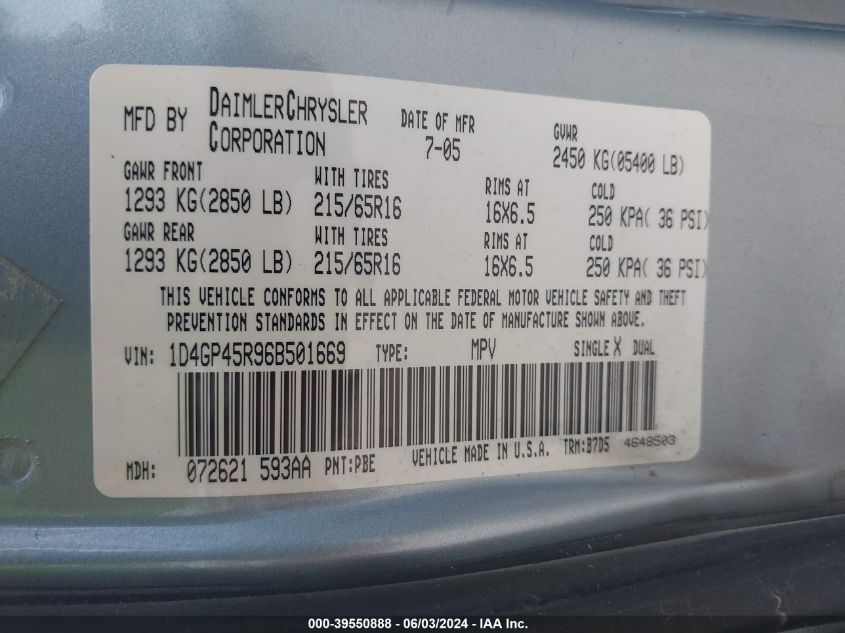 MFD BY DAIMLERCHRYSLER CORPORATION DATE OF MFR 7-05 GVWR 2450 KG(05400 LB)
GAWR FRONT WITH TIRES RIMS AT COLD
1293 KG(2850 LB) 215/65R16 16X6.5 250 KPA( 36 PSI)
GAWR REAR WITH TIRES RIMS AT COLD
1293 KG(2850 LB) 215/65R16 16X6.5 250 KPA( 36 PSI)
THIS VEHICLE CONFORMS TO ALL APPLICABLE FEDERAL MOTOR VEHICLE SAFETY AND THEFT
PREVENTION STANDARDS IN EFFECT ON THE DATE OF MANUFACTURE SHOWN ABOVE.
VIN: 1D4GP45R96B501669 TYPE: MPV SINGLE X DUAL
MDH: 072621 593AA PNT:PBE VEHICLE MADE IN U.S.A. TRM:B7D5 4648503
000-39550888 - 06/03/2024 - IAA Inc.